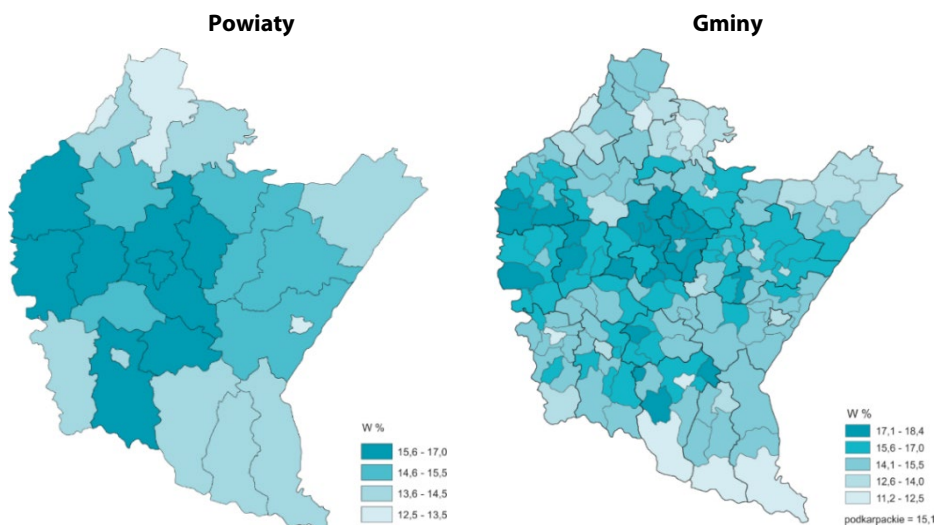 Powiaty
W %
15,6 - 17,0
14,6 - 15,5
13,6 - 14,5
12,5 - 13,5
Gminy
W %
17,1 - 18,4
15,6 - 17,0
14,1 - 15,5
12,6 - 14,0
11,2 - 12,5
podkarpackie = 15,1